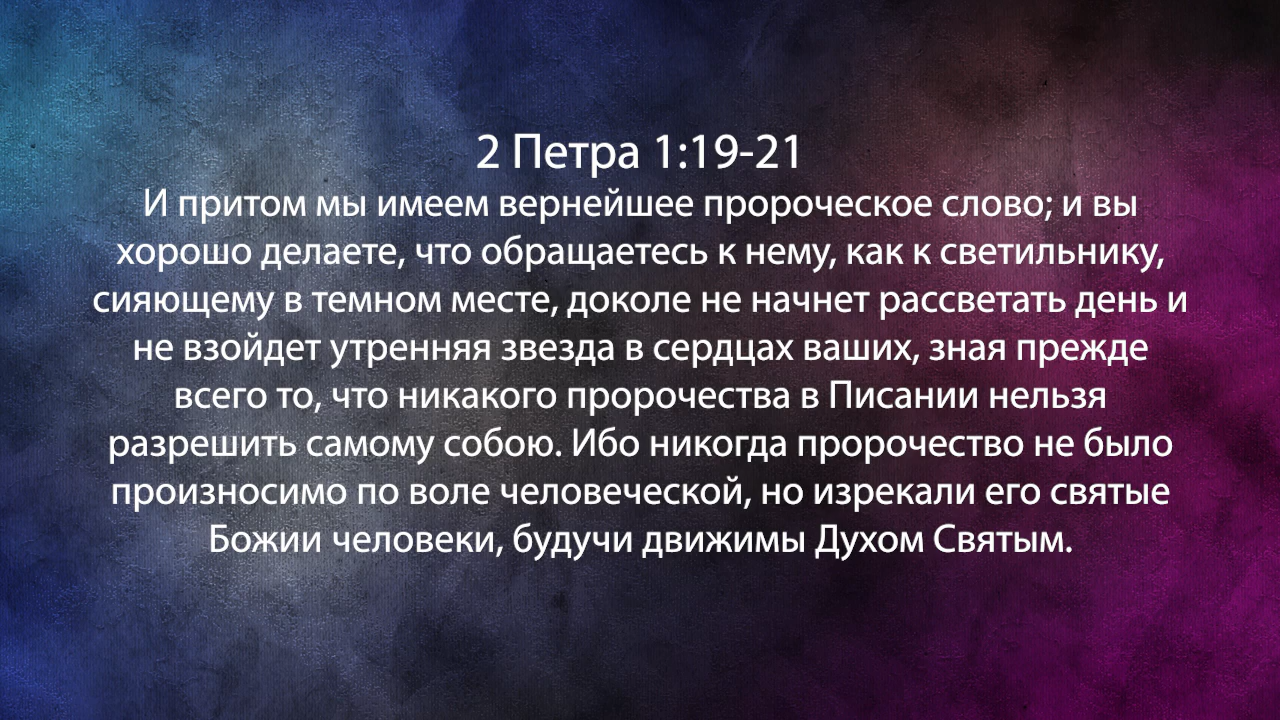 2 Петра 1:19-21
И притом мы имеем вернейшее пророческое слово; и вы
хорошо делаете, что обращаетесь к нему, как к светильнику,
сияющему в темном месте, доколе не начнет рассветать день и
не взойдет утренняя звезда в сердцах ваших, зная прежде
всего то, что никакого пророчества в Писании нельзя
разрешить самому собою. Ибо никогда пророчество не было
произносимо по воле человеческой, но изрекали его святые
Божии человеки, будучи движимы Духом Святым.